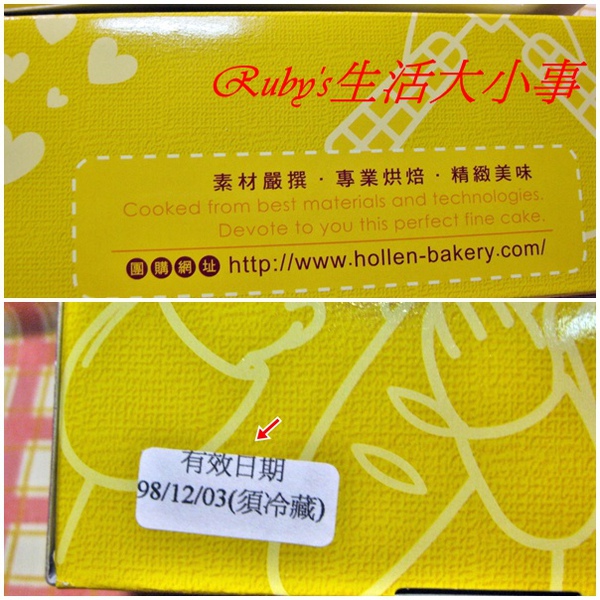 Ruby's生活大小事
素材嚴撰・專業烘焙・精緻美味
Cooked from best materials and technologies.
Devote to you this perfect fine cake.
團購網址 http://www.hollen-bakery.com/
有效日期
98/12/03(須冷藏)